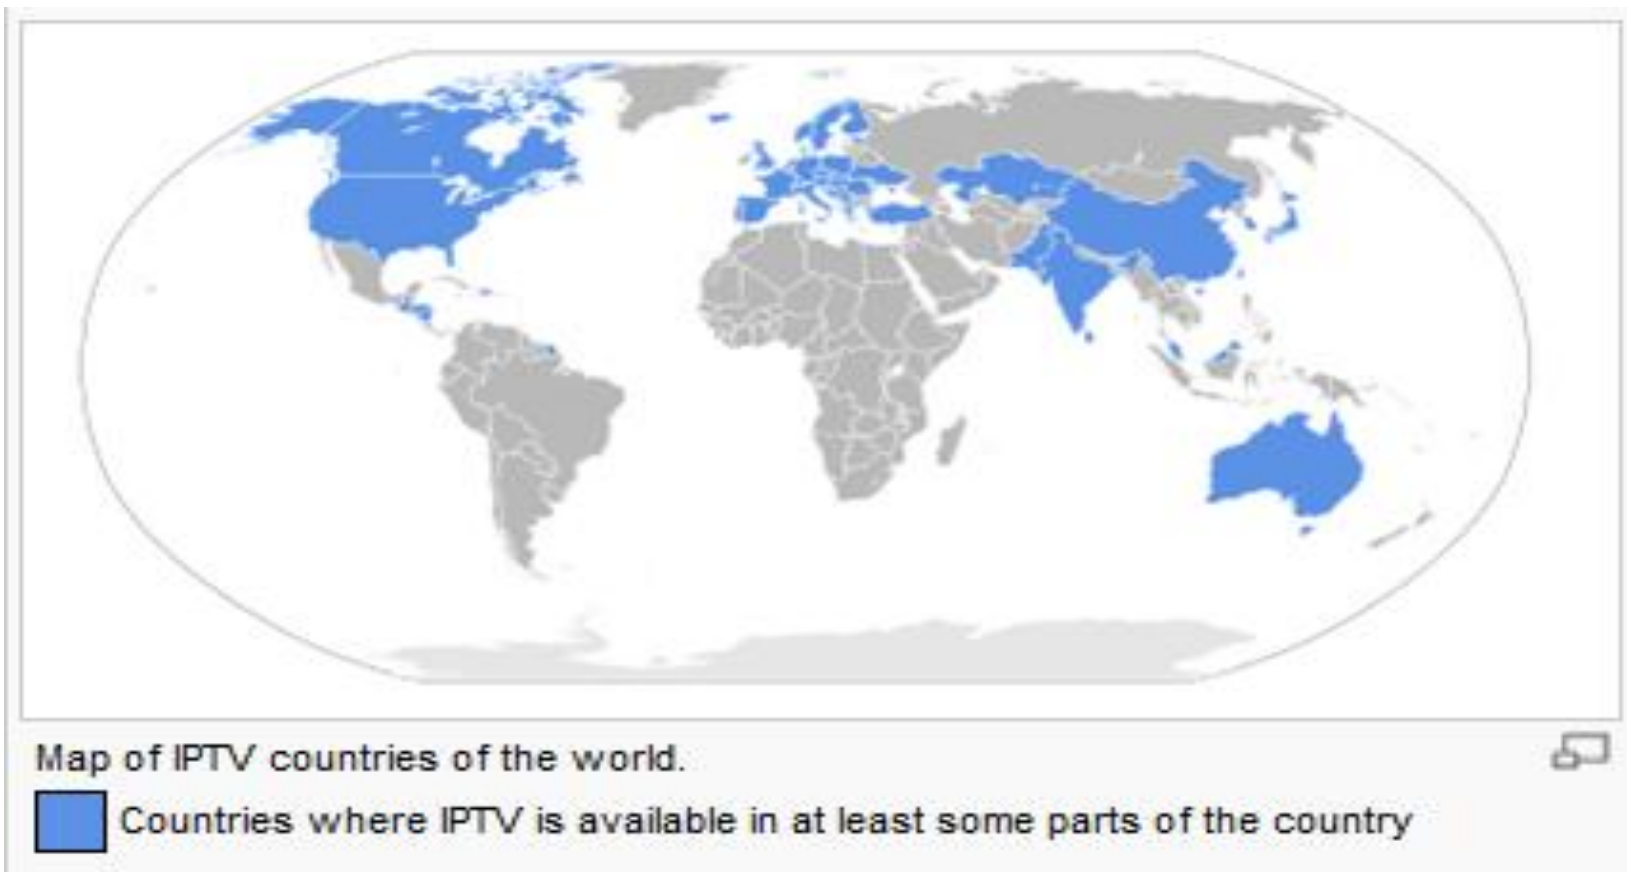 Map of IPTV countries of the world.
Countries where IPTV is available in at least some parts of the country